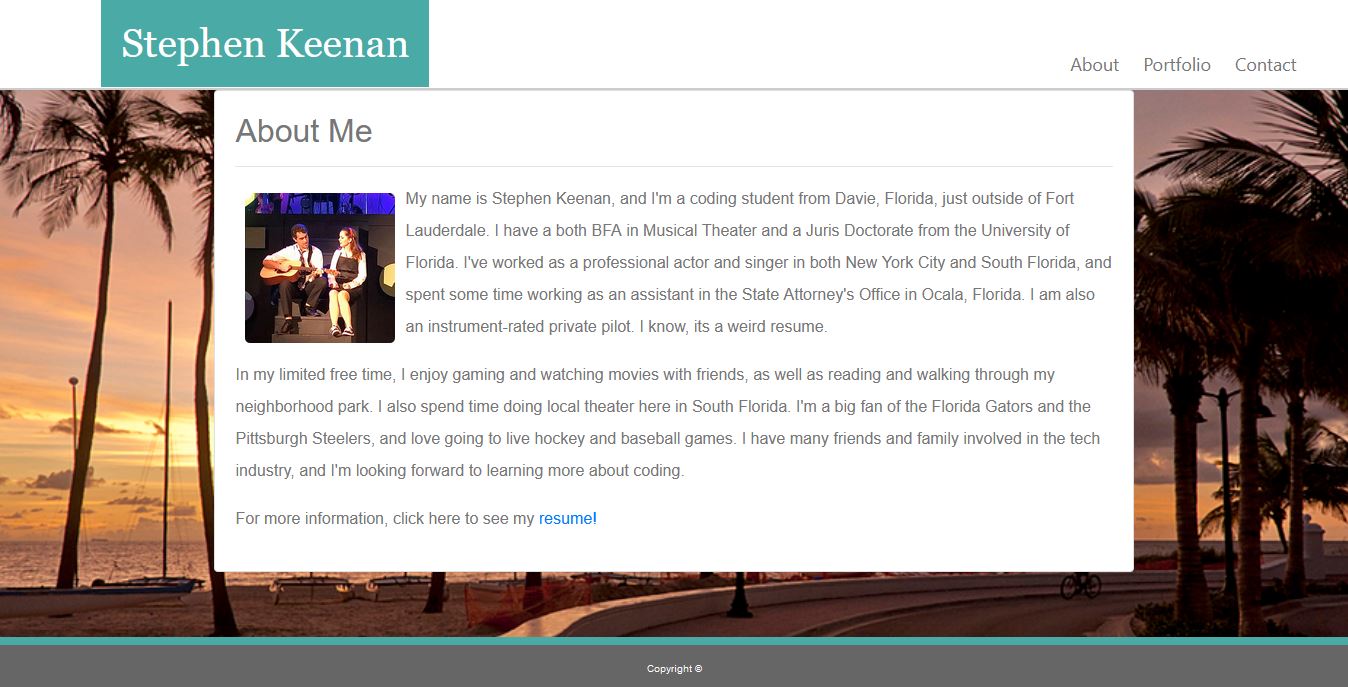 Stephen Keenan
About Portfolio Contact
About Me
My name is Stephen Keenan, and I'm a coding student from Davie, Florida, just outside of Fort
Lauderdale. I have a both BFA in Musical Theater and a Juris Doctorate from the University of
Florida. I've worked as a professional actor and singer in both New York City and South Florida, and
spent some time working as an assistant in the State Attorney's Office in Ocala, Florida. I am also
an instrument-rated private pilot. I know, its a weird resume.
In my limited free time, I enjoy gaming and watching movies with friends, as well as reading and walking through my
neighborhood park. I also spend time doing local theater here in South Florida. I'm a big fan of the Florida Gators and the
Pittsburgh Steelers, and love going to live hockey and baseball games. I have many friends and family involved in the tech
industry, and I'm looking forward to learning more about coding.
For more information, click here to see my resume!
Copyright ©